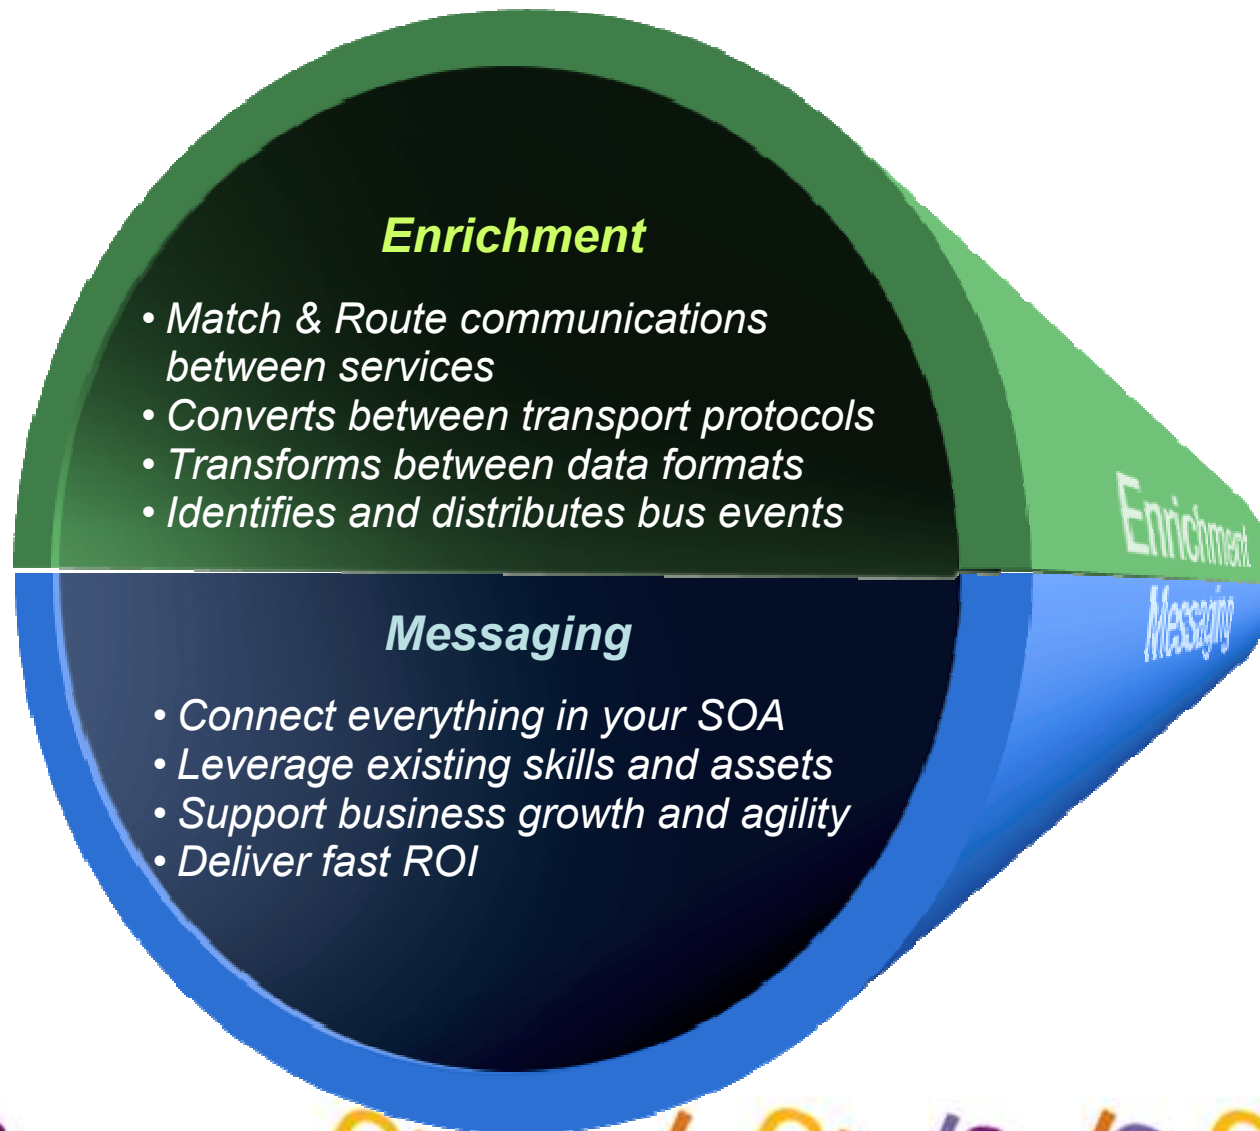 Enrichment
• Match & Route communications
between services
• Converts between transport protocols
• Transforms between data formats
• Identifies and distributes bus events
Enrichment
Messaging
Messaging
• Connect everything in your SOA
• Leverage existing skills and assets
• Support business growth and agility
• Deliver fast ROI